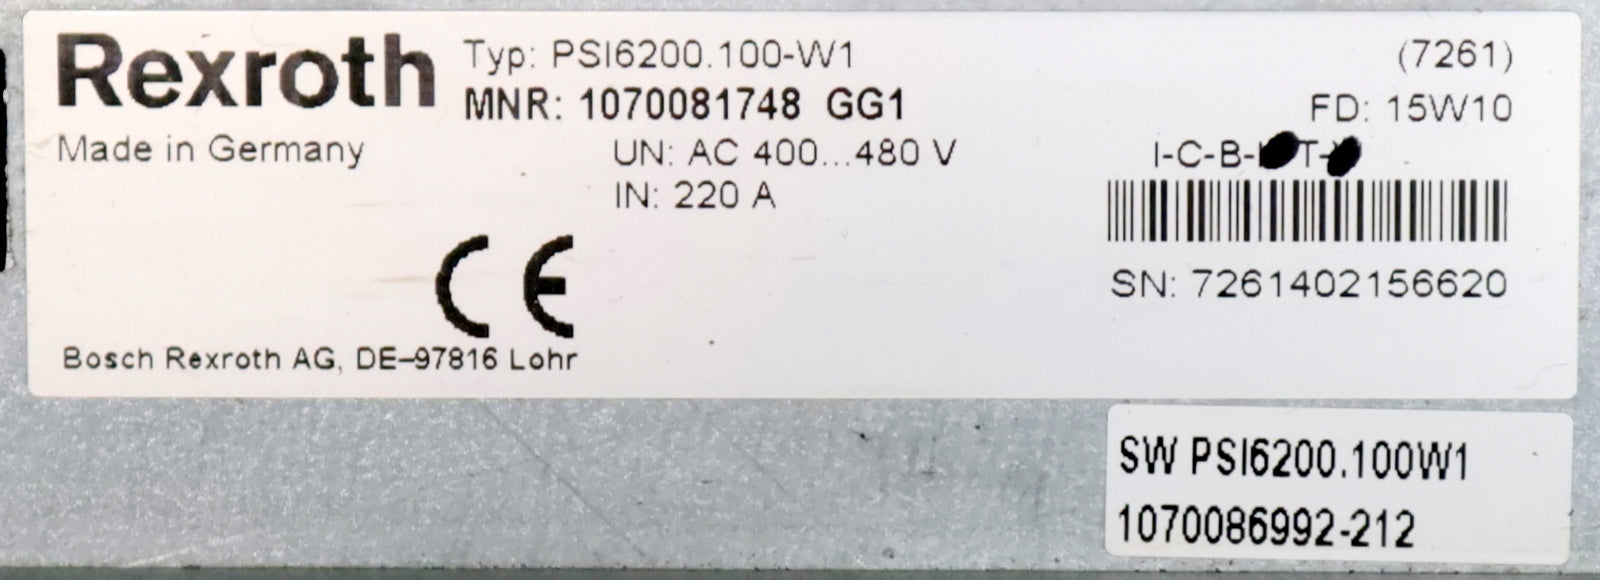 Rexroth
Typ: PSI6200.100-W1
(7261)
MNR: 1070081748 GG1
FD: 15W10
Made in Germany
UN: AC 400...480 V
I-C-B- T-
IN: 220 A
CE
SN: 7261402156620
Bosch Rexroth AG, DE-97816 Lohr
SW PSI6200.100W1
1070086992-212